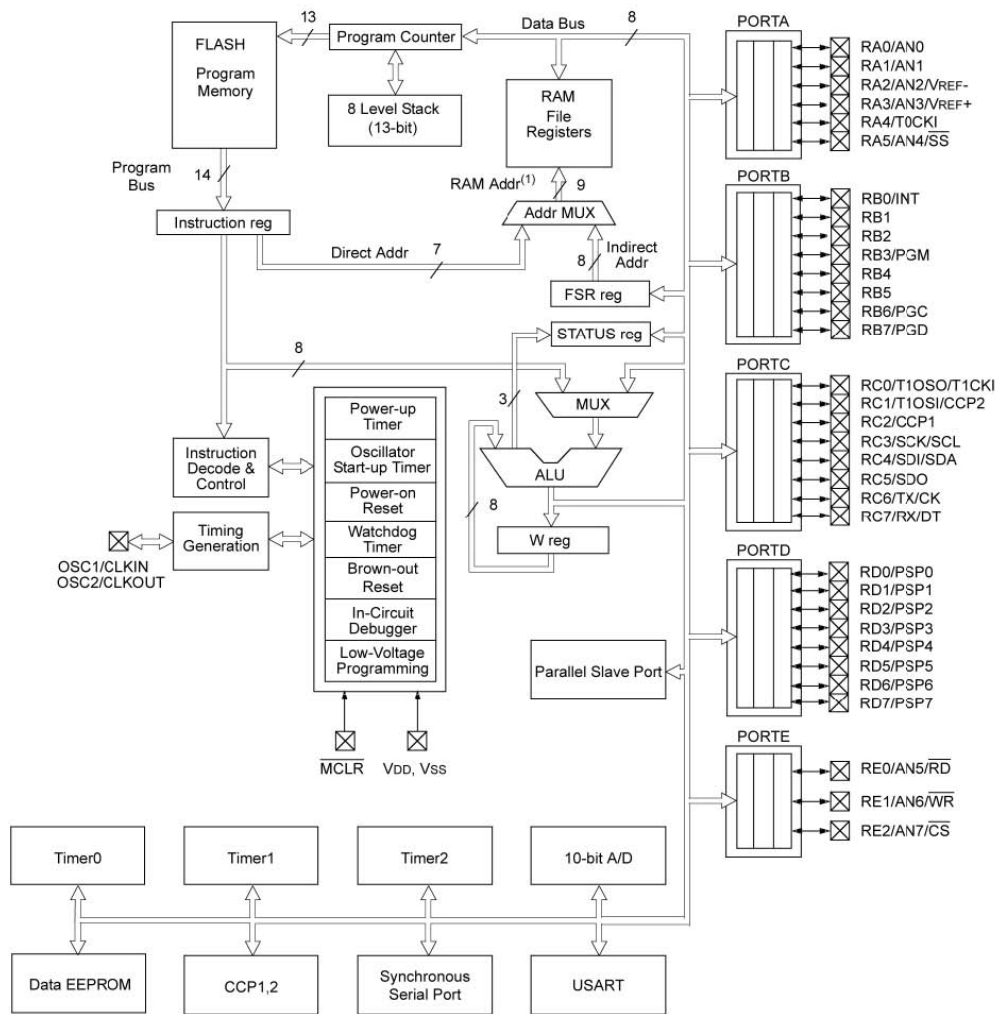 FLASH
Program
Memory
13
Program Counter
8 Level Stack
(13-bit)
Data Bus
8
RAM
File
Registers
Program
Bus
14
Instruction reg
RAM Addr(1)
9
Addr MUX
Direct Addr
7
8
Indirect
Addr
FSR reg
STATUS reg
8
3
MUX
ALU
8
W reg
Instruction
Decode &
Control
Timing
Generation
OSC1/CLKIN
OSC2/CLKOUT
Power-up
Timer
Oscillator
Start-up Timer
Power-on
Reset
Watchdog
Timer
Brown-out
Reset
In-Circuit
Debugger
Low-Voltage
Programming
MCLR
VDD, VSS
Parallel Slave Port
PORTA
RA0/AN0
RA1/AN1
RA2/AN2/VREF-
RA3/AN3/VREF+
RA4/T0CKI
RA5/AN4/SS
PORTB
RB0/INT
RB1
RB2
RB3/PGM
RB4
RB5
RB6/PGC
RB7/PGD
PORTC
RC0/T1OSO/T1CKI
RC1/T1OSI/CCP2
RC2/CCP1
RC3/SCK/SCL
RC4/SDI/SDA
RC5/SDO
RC6/TX/CK
RC7/RX/DT
PORTD
RD0/PSP0
RD1/PSP1
RD2/PSP2
RD3/PSP3
RD4/PSP4
RD5/PSP5
RD6/PSP6
RD7/PSP7
PORTE
RE0/AN5/RD
RE1/AN6/WR
RE2/AN7/CS
Timer0
Timer1
Timer2
10-bit A/D
Data EEPROM
CCP1,2
Synchronous
Serial Port
USART